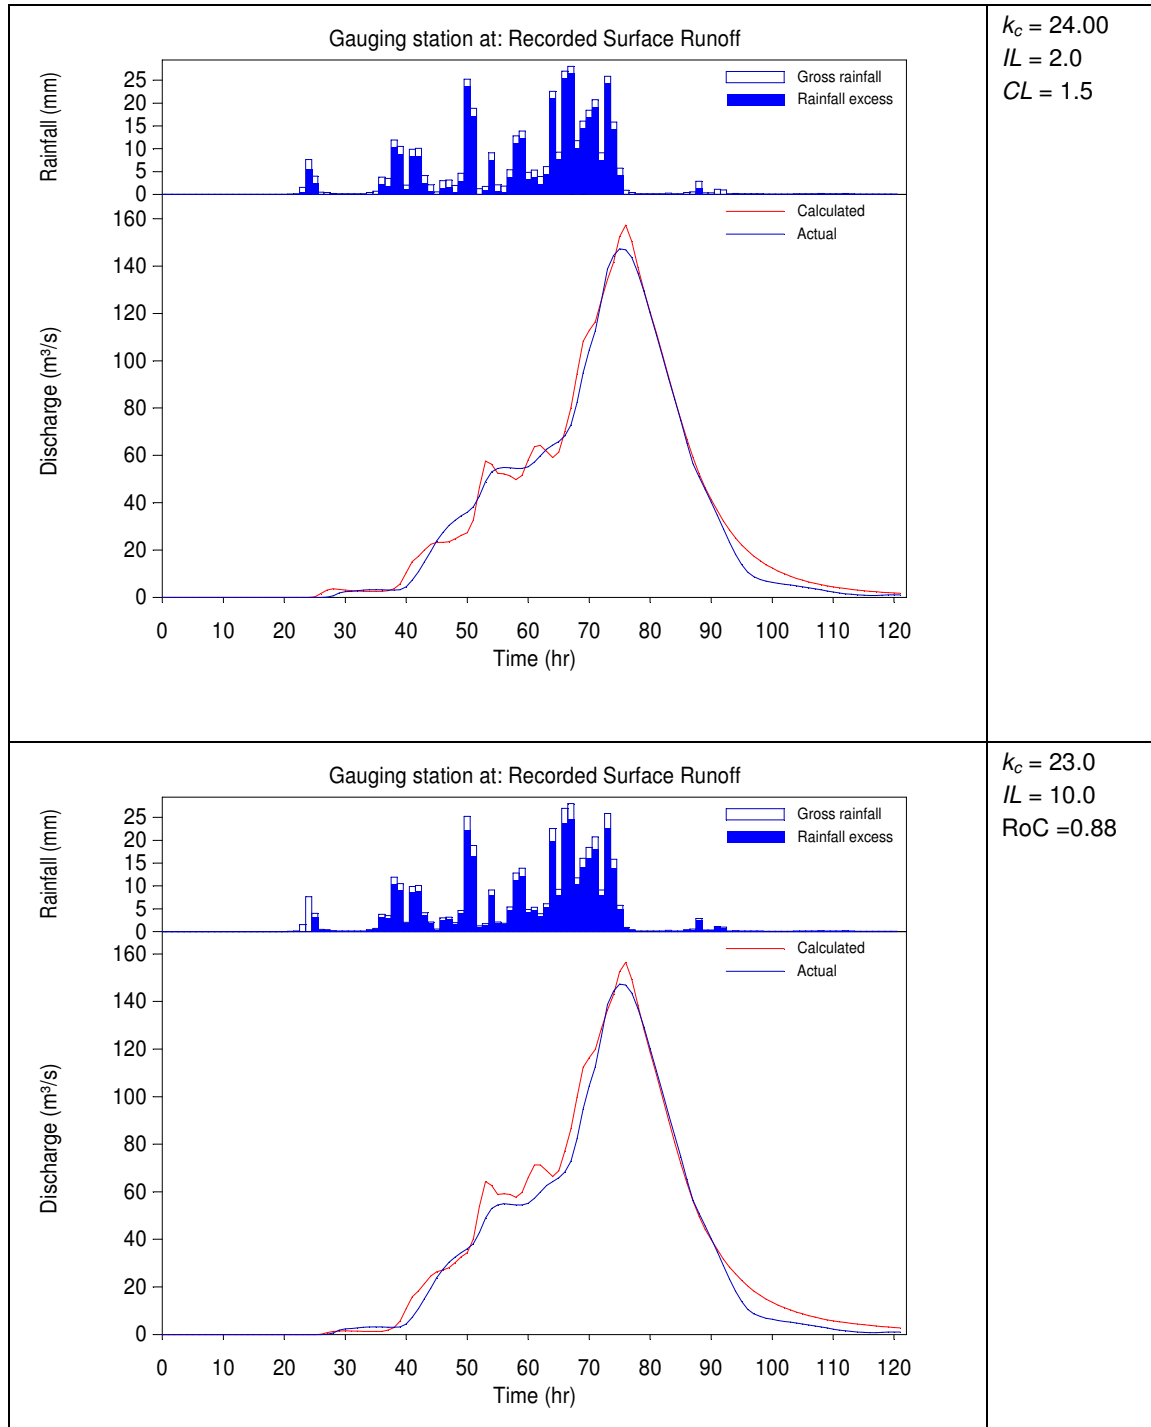 Gauging station at: Recorded Surface Runoff
Rainfall (mm)
25
20
15
10
5
0
Gross rainfall
Rainfall excess
Discharge (m³/s)
160
140
120
100
80
60
40
20
0
Calculated
Actual
0 10 20 30 40 50 60 70 80 90 100 110 120
Time (hr)
kc = 24.00
IL = 2.0
CL = 1.5
Gauging station at: Recorded Surface Runoff
Rainfall (mm)
25
20
15
10
5
0
Gross rainfall
Rainfall excess
Discharge (m³/s)
160
140
120
100
80
60
40
20
0
Calculated
Actual
0 10 20 30 40 50 60 70 80 90 100 110 120
Time (hr)
kc = 23.0
IL = 10.0
RoC =0.88